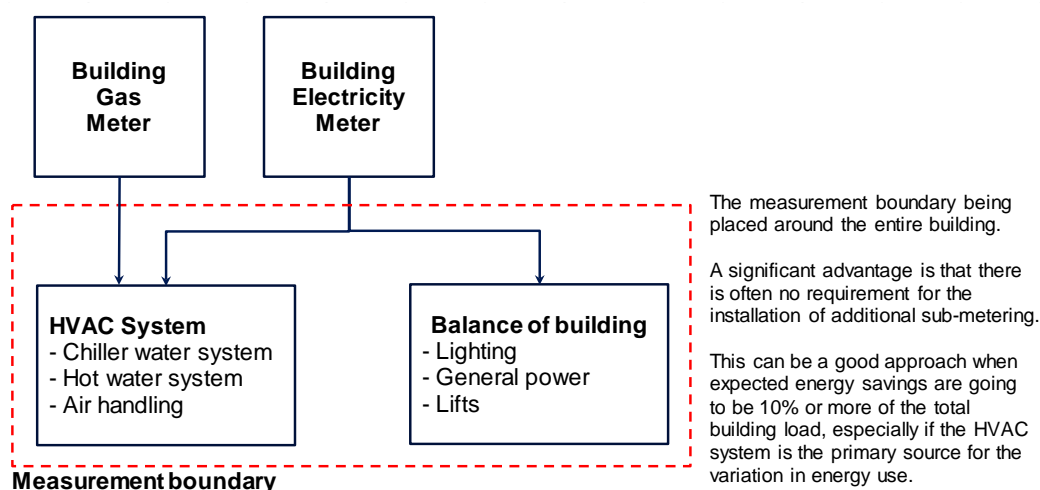 Building
Gas
Meter
Building
Electricity
Meter
The measurement boundary being
placed around the entire building.
A significant advantage is that there
is often no requirement for the
installation of additional sub-metering.
This can be a good approach when
expected energy savings are going
to be 10% or more of the total
building load, especially if the HVAC
system is the primary source for the
variation in energy use.
HVAC System
- Chiller water system
- Hot water system
- Air handling
Balance of building
- Lighting
- General power
- Lifts
Measurement boundary